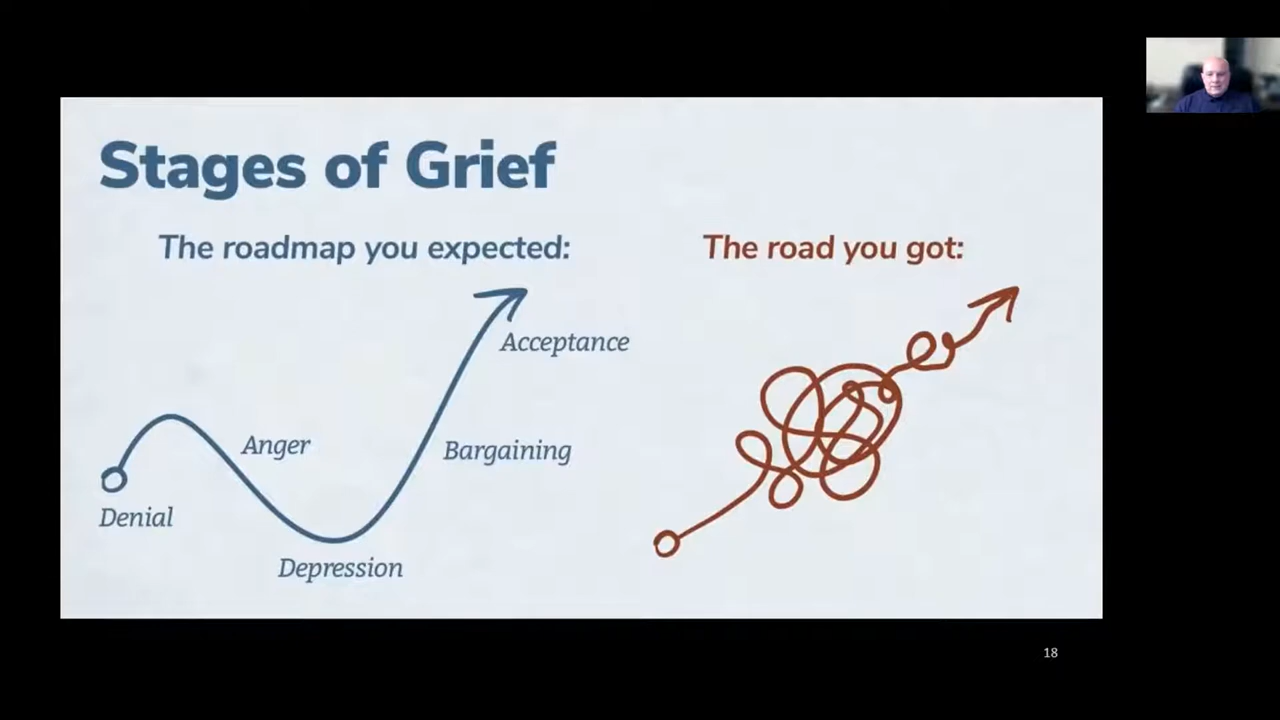 Stages of Grief
The roadmap you expected:
Acceptance
Anger
Bargaining
Denial
Depression
The road you got:
18